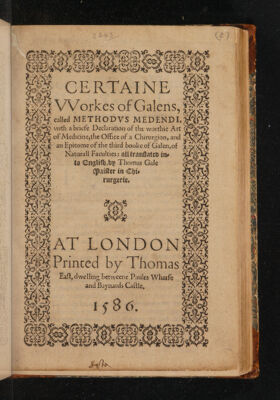 CERTAINE
VVorkes of Galens,
called METHODVS MEDENDI,
with a briefe Declaration of the worthie Art
of Medicine, the Office of a Chirurgion, and
an Epitome of the third booke of Galen, of
Naturall Faculties: all translated in-
to English, by Thomas Gale
Maister in Chi-
rurgerie.
AT LONDON
Printed by Thomas
East, dwelling betweene Paules Wharfe
and Baynards Castle,
1586.